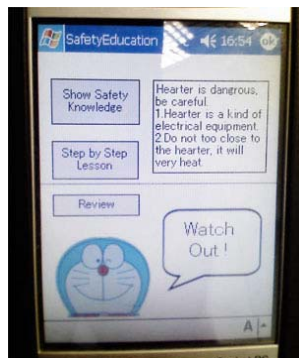 SafetyEducation 16:54 ok
Show Safety
Knowledge
Hearter is dangrous,
be careful.
1.Hearter is a kind of
electrical equipment.
2.Do not too close to
the hearter, it will
very heat.
Step by Step
Lesson
Review
Watch
Out !
A